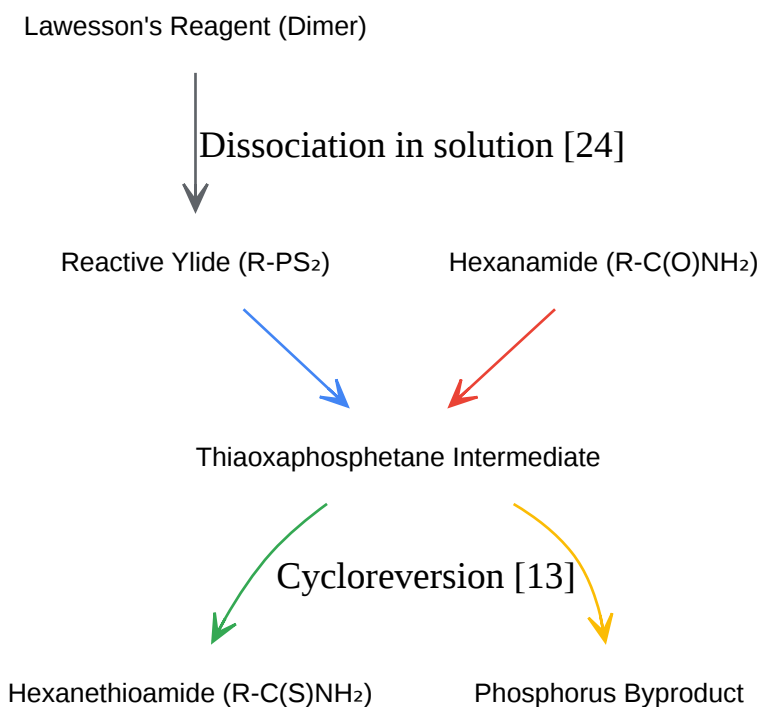 Lawesson's Reagent (Dimer)
Dissociation in solution [24]
Reactive Ylide (R-PS₂)
Hexanamide (R-C(O)NH₂)
Thiaoxaphosphetane Intermediate
Cycloreversion [13]
Hexanethioamide (R-C(S)NH₂)
Phosphorus Byproduct